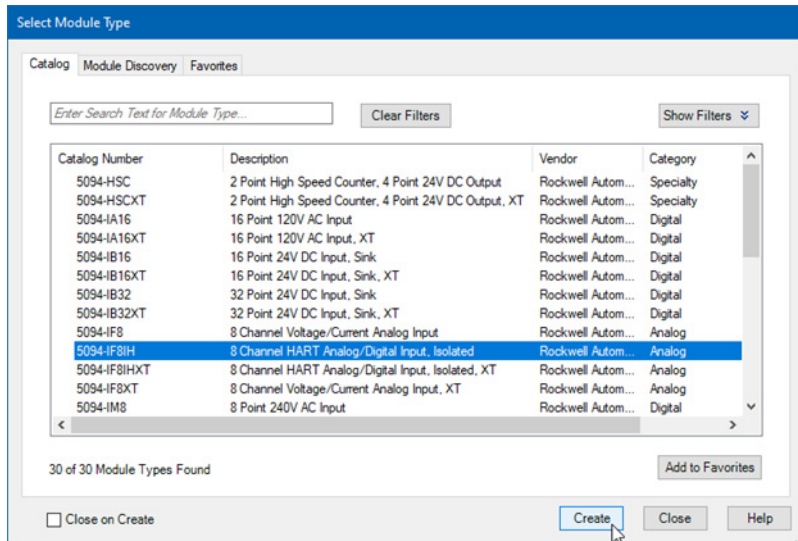 Select Module Type
Catalog Module Discovery Favorites
Enter Search Text for Module Type... Clear Filters Show Filters
Catalog Number Description Vendor Category
5094-HSC 2 Point High Speed Counter, 4 Point 24V DC Output Rockwell Autom... Specialty
5094-HSCXT 2 Point High Speed Counter, 4 Point 24V DC Output, XT Rockwell Autom... Specialty
5094-IA16 16 Point 120V AC Input Rockwell Autom... Digital
5094-IA16XT 16 Point 120V AC Input, XT Rockwell Autom... Digital
5094-IB16 16 Point 24V DC Input, Sink Rockwell Autom... Digital
5094-IB16XT 16 Point 24V DC Input, Sink, XT Rockwell Autom... Digital
5094-IB32 32 Point 24V DC Input, Sink Rockwell Autom... Digital
5094-IB32XT 32 Point 24V DC Input, Sink, XT Rockwell Autom... Digital
5094-IF8 8 Channel Voltage/Current Analog Input Rockwell Autom... Analog
5094-IF8IH 8 Channel HART Analog/Digital Input, Isolated Rockwell Autom... Analog
5094-IF8IHXT 8 Channel HART Analog/Digital Input, Isolated, XT Rockwell Autom... Analog
5094-IF8XT 8 Channel Voltage/Current Analog Input, XT Rockwell Autom... Analog
5094-IM8 8 Point 240V AC Input Rockwell Autom... Digital
30 of 30 Module Types Found Add to Favorites
Close on Create Create Close Help